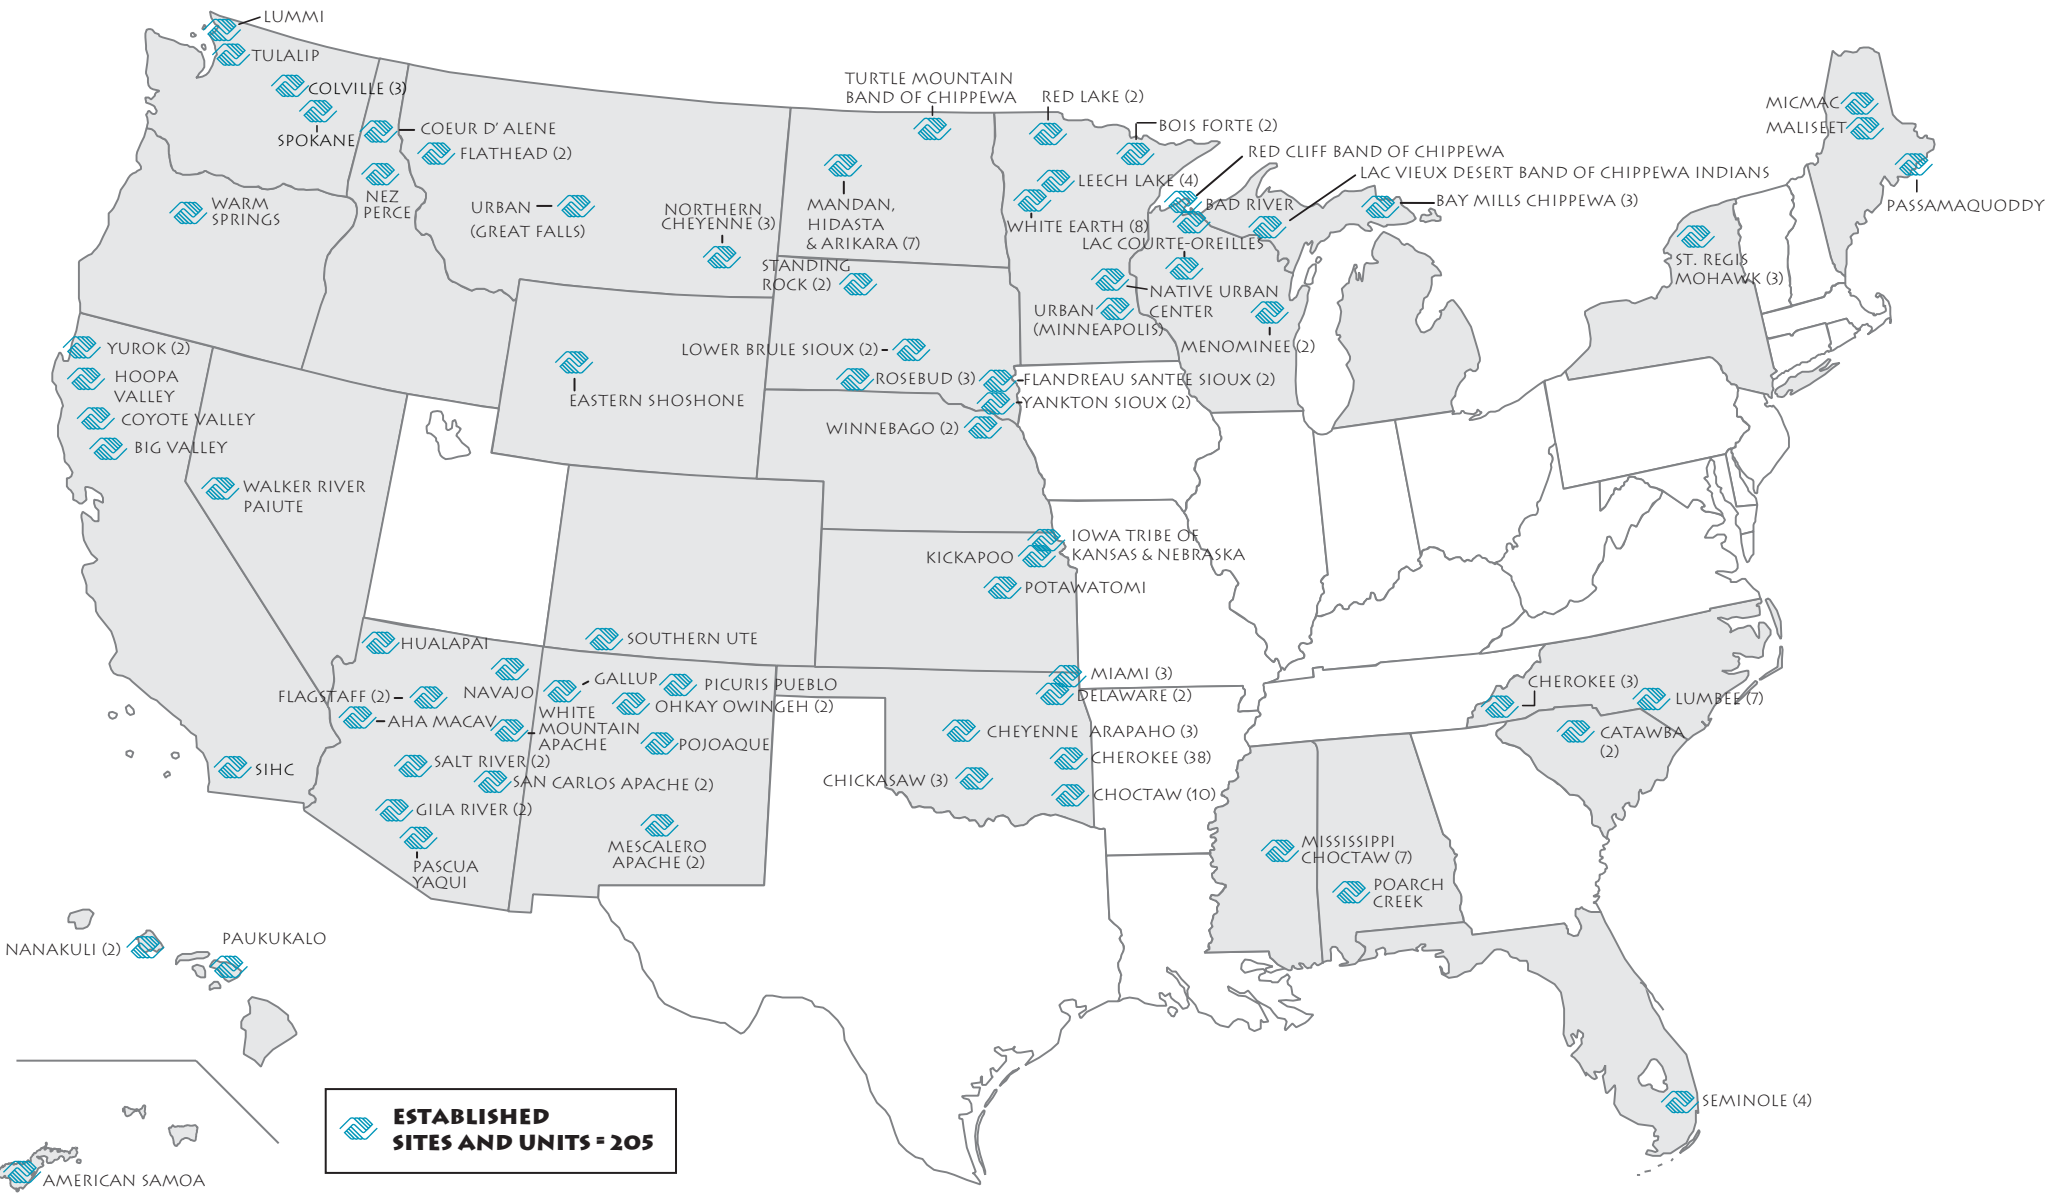 LUMMI
TULALIP
COLVILLE (3)
SPOKANE
COEUR D' ALENE
FLATHEAD (2)
NEZ
PERCE
WARM
SPRINGS
URBAN
(GREAT FALLS)
NORTHERN
CHEYENNE (3)
TURTLE MOUNTAIN
BAND OF CHIPPEWA
MANDAN,
HIDASTA
& ARIKARA (7)
STANDING
ROCK (2)
RED LAKE (2)
BOIS FORTE (2)
LEECH LAKE (4)
WHITE EARTH (8)
RED CLIFF BAND OF CHIPPEWA
LAC VIEUX DESERT BAND OF CHIPPEWA INDIANS
BAD RIVER
BAY MILLS CHIPPEWA (3)
LAC COURTE-OREILLES
NATIVE URBAN
CENTER
URBAN
(MINNEAPOLIS)
MENOMINEE (2)
MICMAC
MALISEET
PASSAMAQUODDY
ST. REGIS
MOHAWK (3)
YUROK (2)
HOOPA
VALLEY
COYOTE VALLEY
BIG VALLEY
WALKER RIVER
PAIUTE
EASTERN SHOSHONE
LOWER BRULE SIOUX (2)
ROSEBUD (3)
FLANDREAU SANTEE SIOUX (2)
YANKTON SIOUX (2)
WINNEBAGO (2)
IOWA TRIBE OF
KANSAS & NEBRASKA
KICKAPOO
POTAWATOMI
SOUTHERN UTE
HUALAPAI
NAVAJO
FLAGSTAFF (2)
AHA MACAV
GALLUP
PICURIS PUEBLO
OHKAY OWINGEH (2)
WHITE
MOUNTAIN
APACHE
POJOAQUE
SALT RIVER (2)
SAN CARLOS APACHE (2)
GILA RIVER (2)
PASCUA
YAQUI
MESCALERO
APACHE (2)
SIHC
MIAMI (3)
DELAWARE (2)
CHEYENNE ARAPAHO (3)
CHEROKEE (38)
CHICKASAW (3)
CHOCTAW (10)
CHEROKEE (3)
LUMBEE (7)
CATAWBA
(2)
MISSISSIPPI
CHOCTAW (7)
POARCH
CREEK
SEMINOLE (4)
NANAKULI (2)
PAUKUKALO
AMERICAN SAMOA
ESTABLISHED
SITES AND UNITS = 205